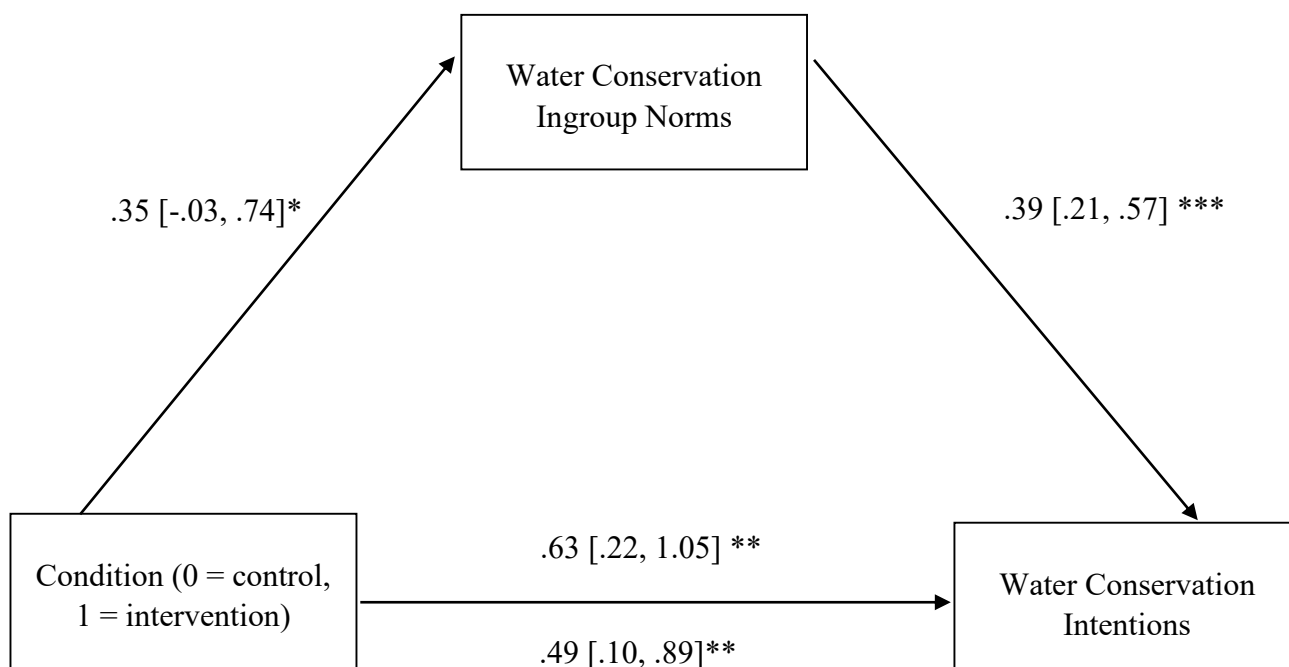 Water Conservation
Ingroup Norms
.35 [-.03, .74]*
.39 [.21, .57] ***
.63 [.22, 1.05] **
Condition (0 = control,
1 = intervention)
Water Conservation
Intentions
.49 [.10, .89]**